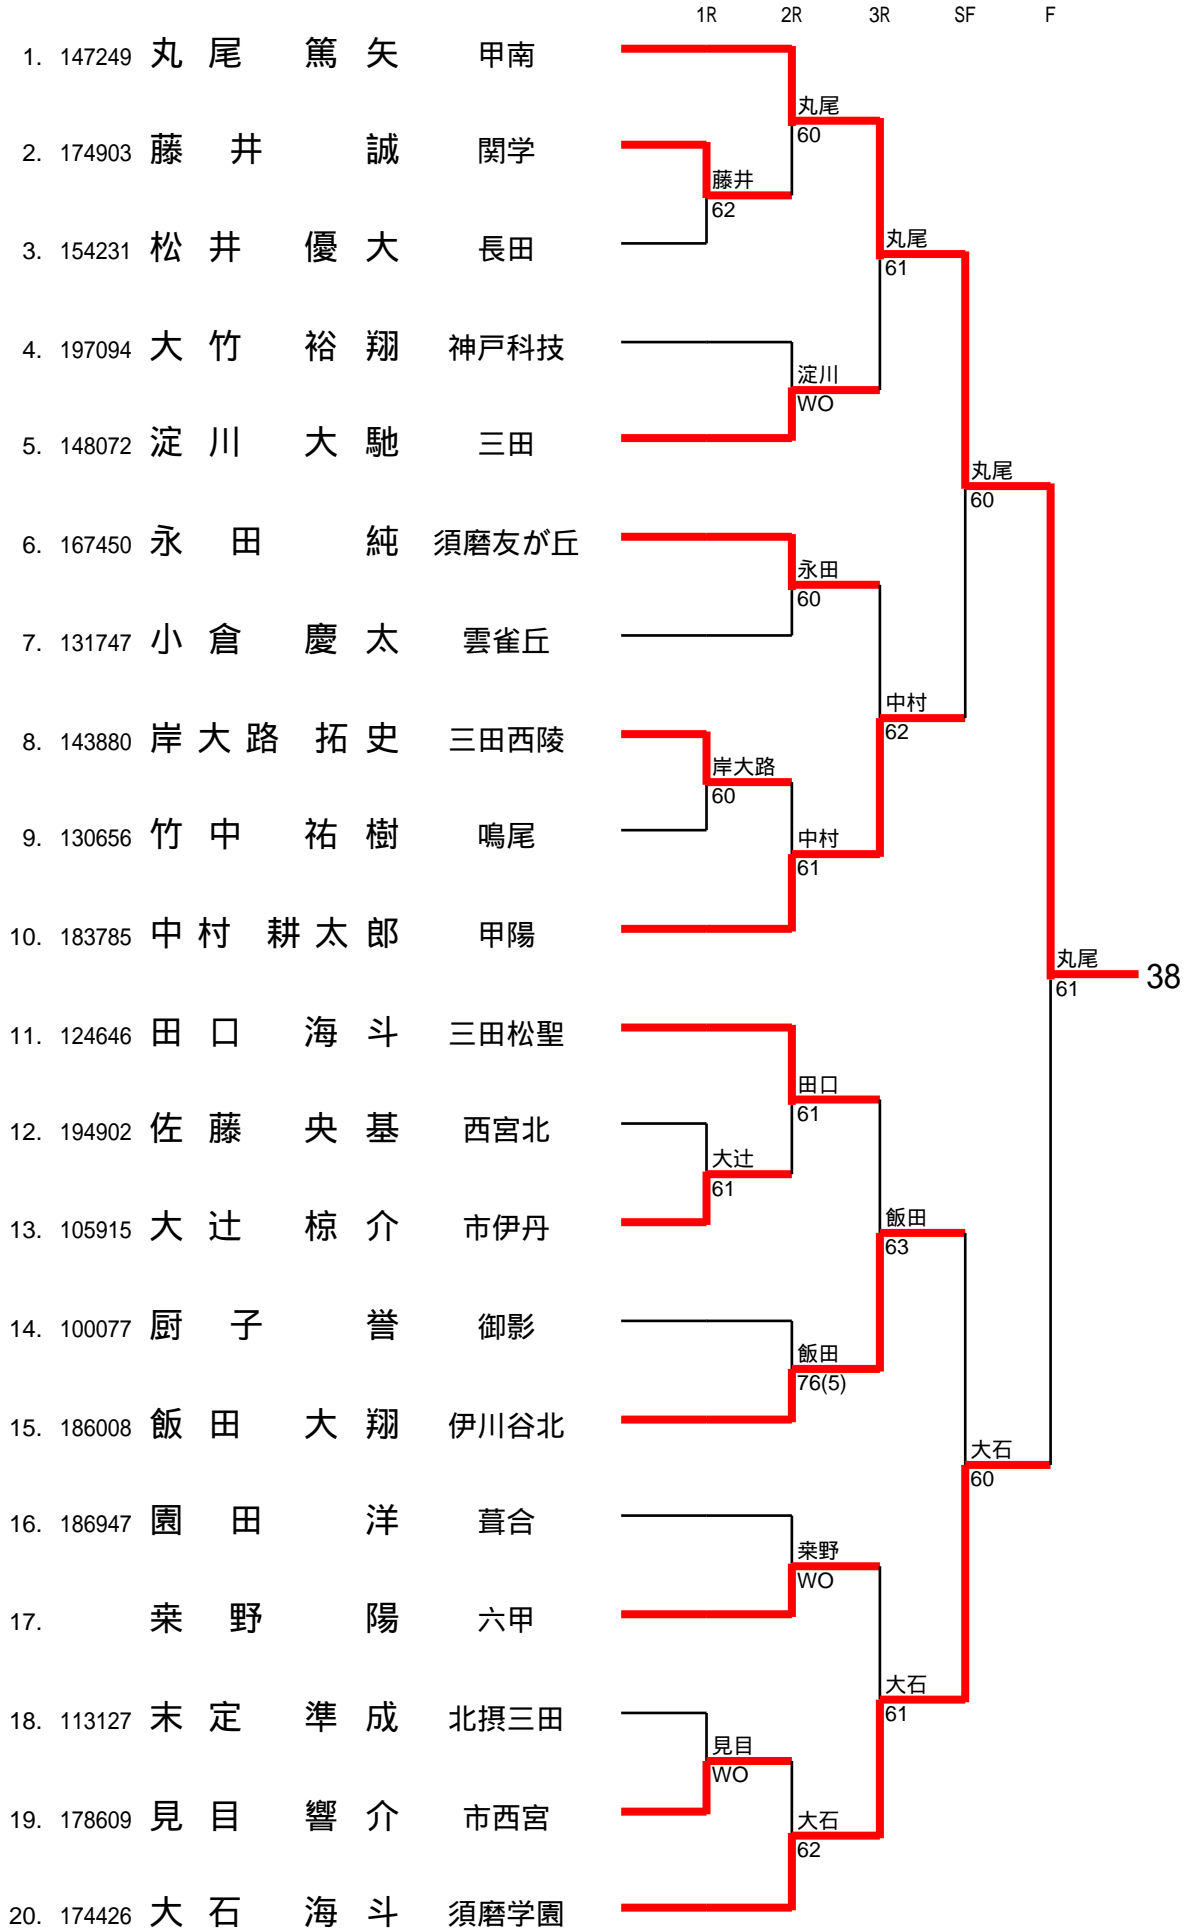 1R 2R 3R SF F
1. 147249 丸尾 篤矢 甲南
丸尾
60
2. 174903 藤井 誠 関学
藤井
62
3. 154231 松井 優大 長田
丸尾
61
4. 197094 大竹 裕翔 神戸科技
淀川
WO
5. 148072 淀川 大馳 三田
丸尾
60
6. 167450 永田 純 須磨友が丘
永田
60
7. 131747 小倉 慶太 雲雀丘
中村
62
8. 143880 岸大路 拓史 三田西陵
岸大路
60
9. 130656 竹中 祐樹 鳴尾
中村
61
10. 183785 中村 耕太郎 甲陽
丸尾
61
38
11. 124646 田口 海斗 三田松聖
田口
61
12. 194902 佐藤 央基 西宮北
大辻
61
13. 105915 大辻 椋介 市伊丹
飯田
63
14. 100077 厨子 誉 御影
飯田
76(5)
15. 186008 飯田 大翔 伊川谷北
大石
60
16. 186947 園田 洋 葺合
桒野
WO
17. 桒野 陽 六甲
大石
61
18. 113127 末定 準成 北摂三田
見目
WO
19. 178609 見目 響介 市西宮
大石
62
20. 174426 大石 海斗 須磨学園